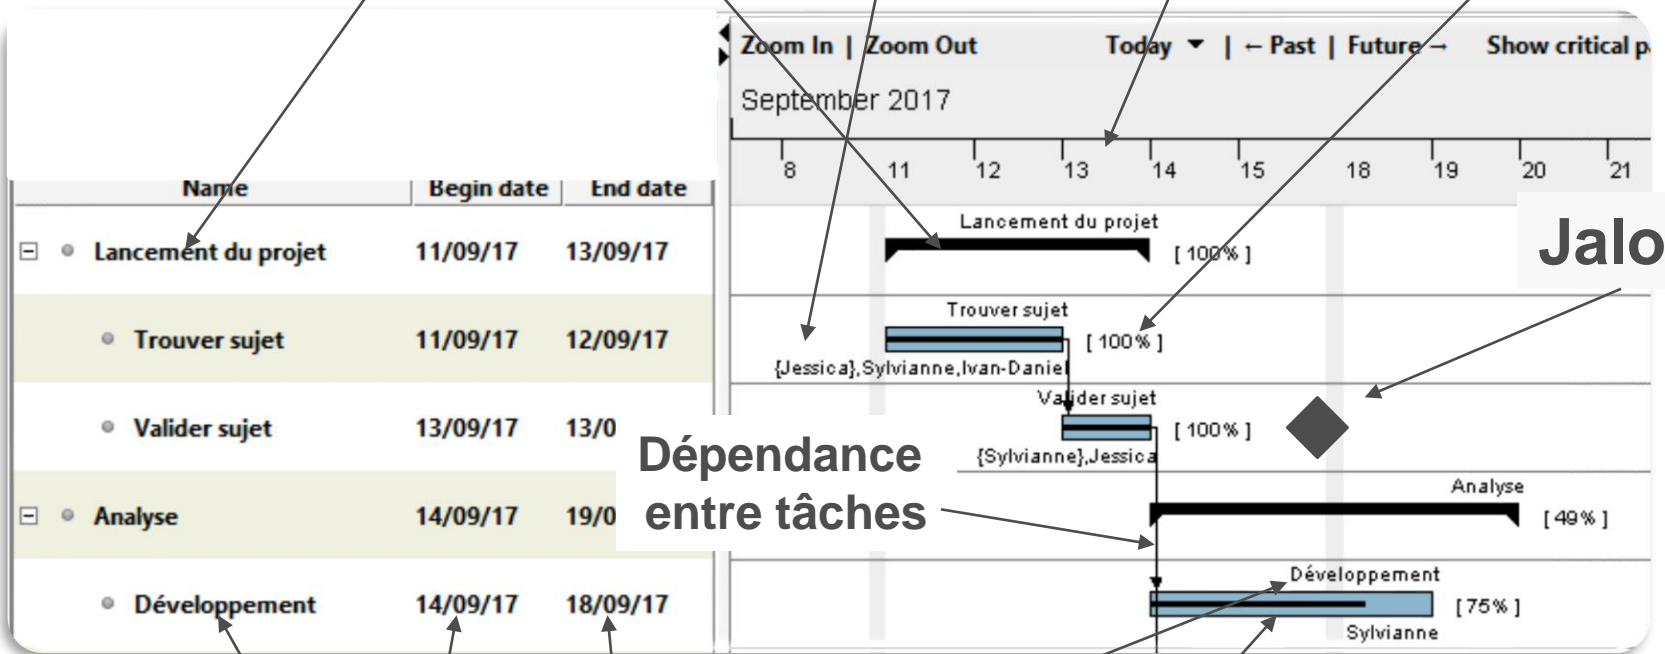 Zoom In | Zoom Out Today ▼ | ← Past | Future → Show critical p
September 2017
8 11 12 13 14 15 18 19 20 21
Name Begin date End date
Lancement du projet 11/09/17 13/09/17
Lancement du projet
[ 100% ]
Jalo
Trouver sujet 11/09/17 12/09/17
Trouver sujet
[ 100% ]
{Jessica},Sylvianne,Ivan-Daniel
Valider sujet 13/09/17 13/0
Valider sujet
[ 100% ]
{Sylvianne},Jessica
Dépendance
entre tâches
Analyse 14/09/17 19/0
Analyse
[ 49% ]
Développement 14/09/17 18/09/17
Développement
[ 75% ]
Sylvianne